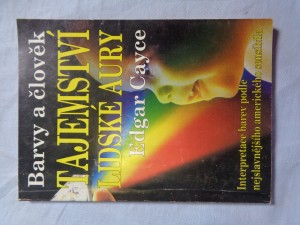 Barvy a člověk
TAJEMSTVÍ
LIDSKÉ AURY
Edgar Cayce
Interpretace barev podle
nejslavnějšího amerického